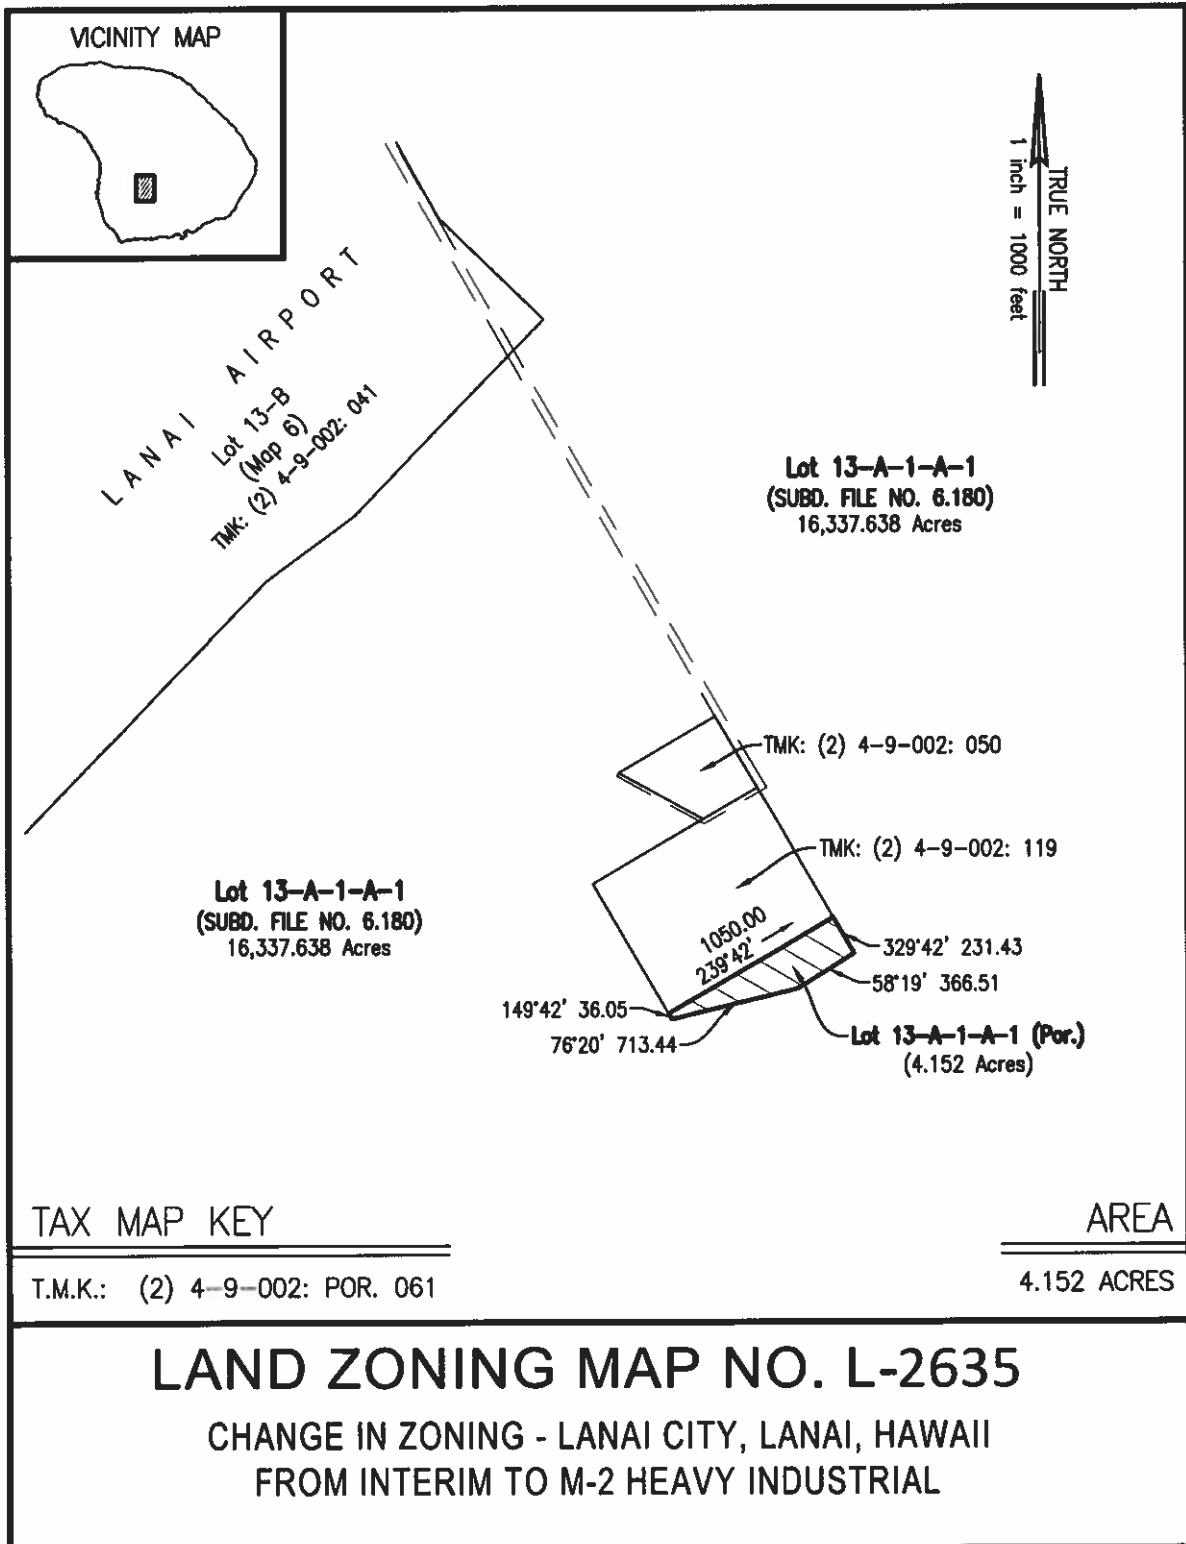 VICINITY MAP
TRUE NORTH
1 inch = 1000 feet
LANAI AIRPORT
Lot 13-B
(Map 6)
TMK: (2) 4-9-002: 041
Lot 13-A-1-A-1
(SUBD. FILE NO. 6.180)
16,337.638 Acres
TMK: (2) 4-9-002: 050
TMK: (2) 4-9-002: 119
Lot 13-A-1-A-1
(SUBD. FILE NO. 6.180)
16,337.638 Acres
1050.00
239°42'
329°42' 231.43
58°19' 366.51
149°42' 36.05
76°20' 713.44
Lot 13-A-1-A-1 (Por.)
(4.152 Acres)
TAX MAP KEY
AREA
T.M.K.: (2) 4-9-002: POR. 061
4.152 ACRES
LAND ZONING MAP NO. L-2635
CHANGE IN ZONING - LANAI CITY, LANAI, HAWAII
FROM INTERIM TO M-2 HEAVY INDUSTRIAL